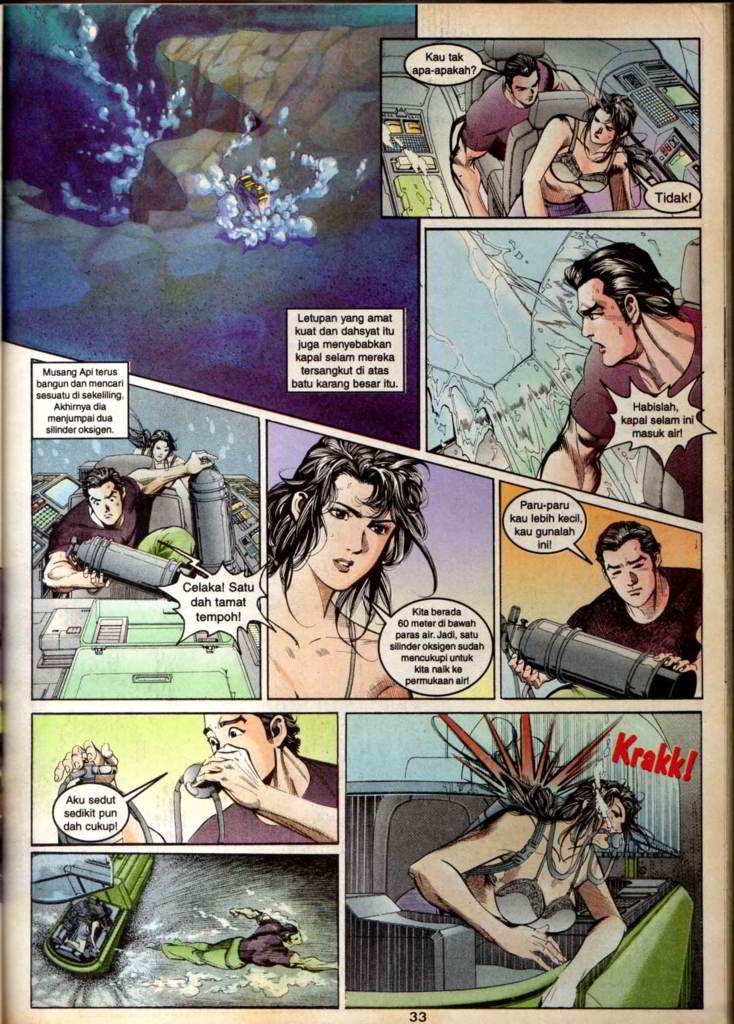 Kau tak
apa-apakah?
Tidak!
Letupan yang amat
kuat dan dahsyat itu
juga menyebabkan
kapal selam mereka
tersangkut di atas
batu karang besar itu.
Habislah,
kapal selam ini
masuk air!
Musang Api terus
bangun dan mencari
sesuatu di sekeliling.
Akhirnya dia
menjumpai dua
silinder oksigen.
Celaka! Satu
dah tamat
tempoh!
Kita berada
60 meter di bawah
paras air. Jadi, satu
silinder oksigen sudah
mencukupi untuk
kita naik ke
permukaan air!
Paru-paru
kau lebih kecil,
kau gunalah
ini!
Aku sedut
sedikit pun
dah cukup!
Krakk!
33